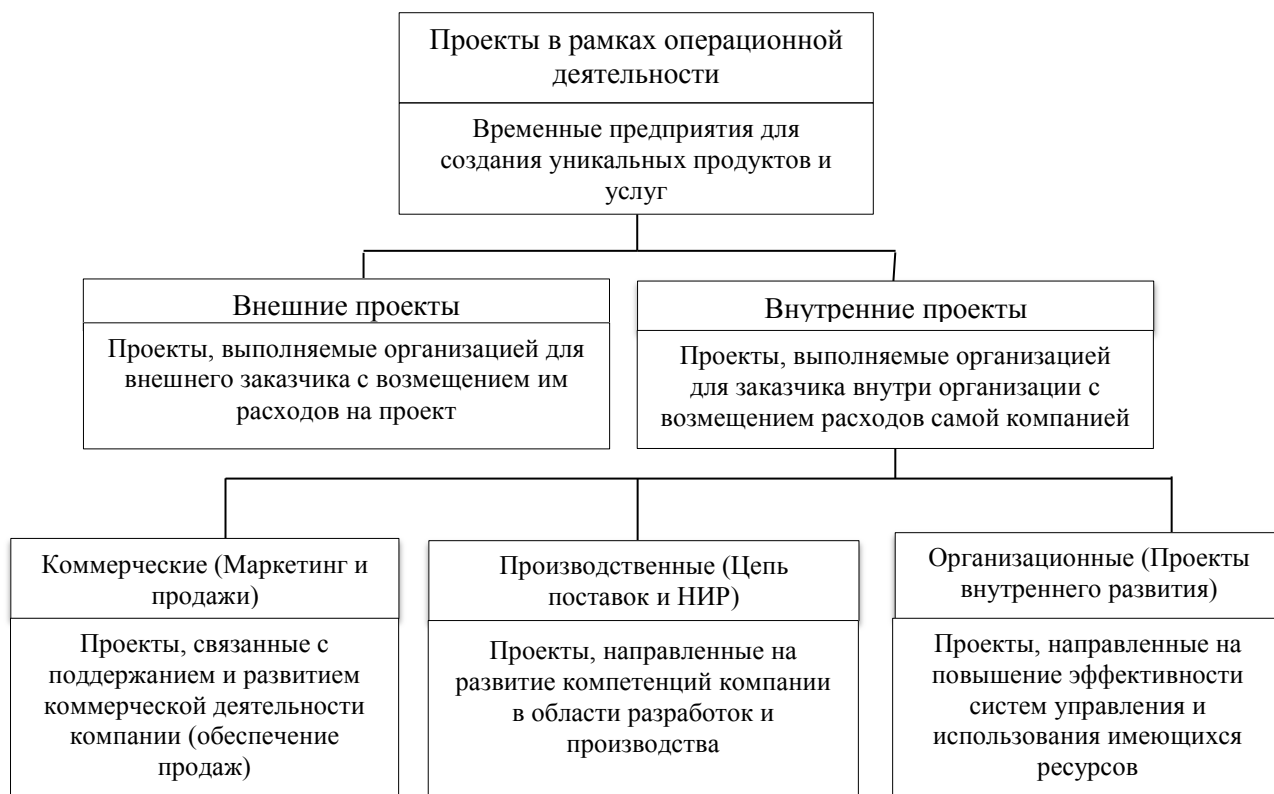 Проекты в рамках операционной
деятельности
Временные предприятия для
создания уникальных продуктов и
услуг
Внешние проекты
Проекты, выполняемые организацией для
внешнего заказчика с возмещением им
расходов на проект
Внутренние проекты
Проекты, выполняемые организацией
для заказчика внутри организации с
возмещением расходов самой компанией
Коммерческие (Маркетинг и
продажи)
Проекты, связанные с
поддержанием и развитием
коммерческой деятельности
компании (обеспечение
продаж)
Производственные (Цепь
поставок и НИР)
Проекты, направленные на
развитие компетенций компании
в области разработок и
производства
Организационные (Проекты
внутреннего развития)
Проекты, направленные на
повышение эффективности
систем управления и
использования имеющихся
ресурсов